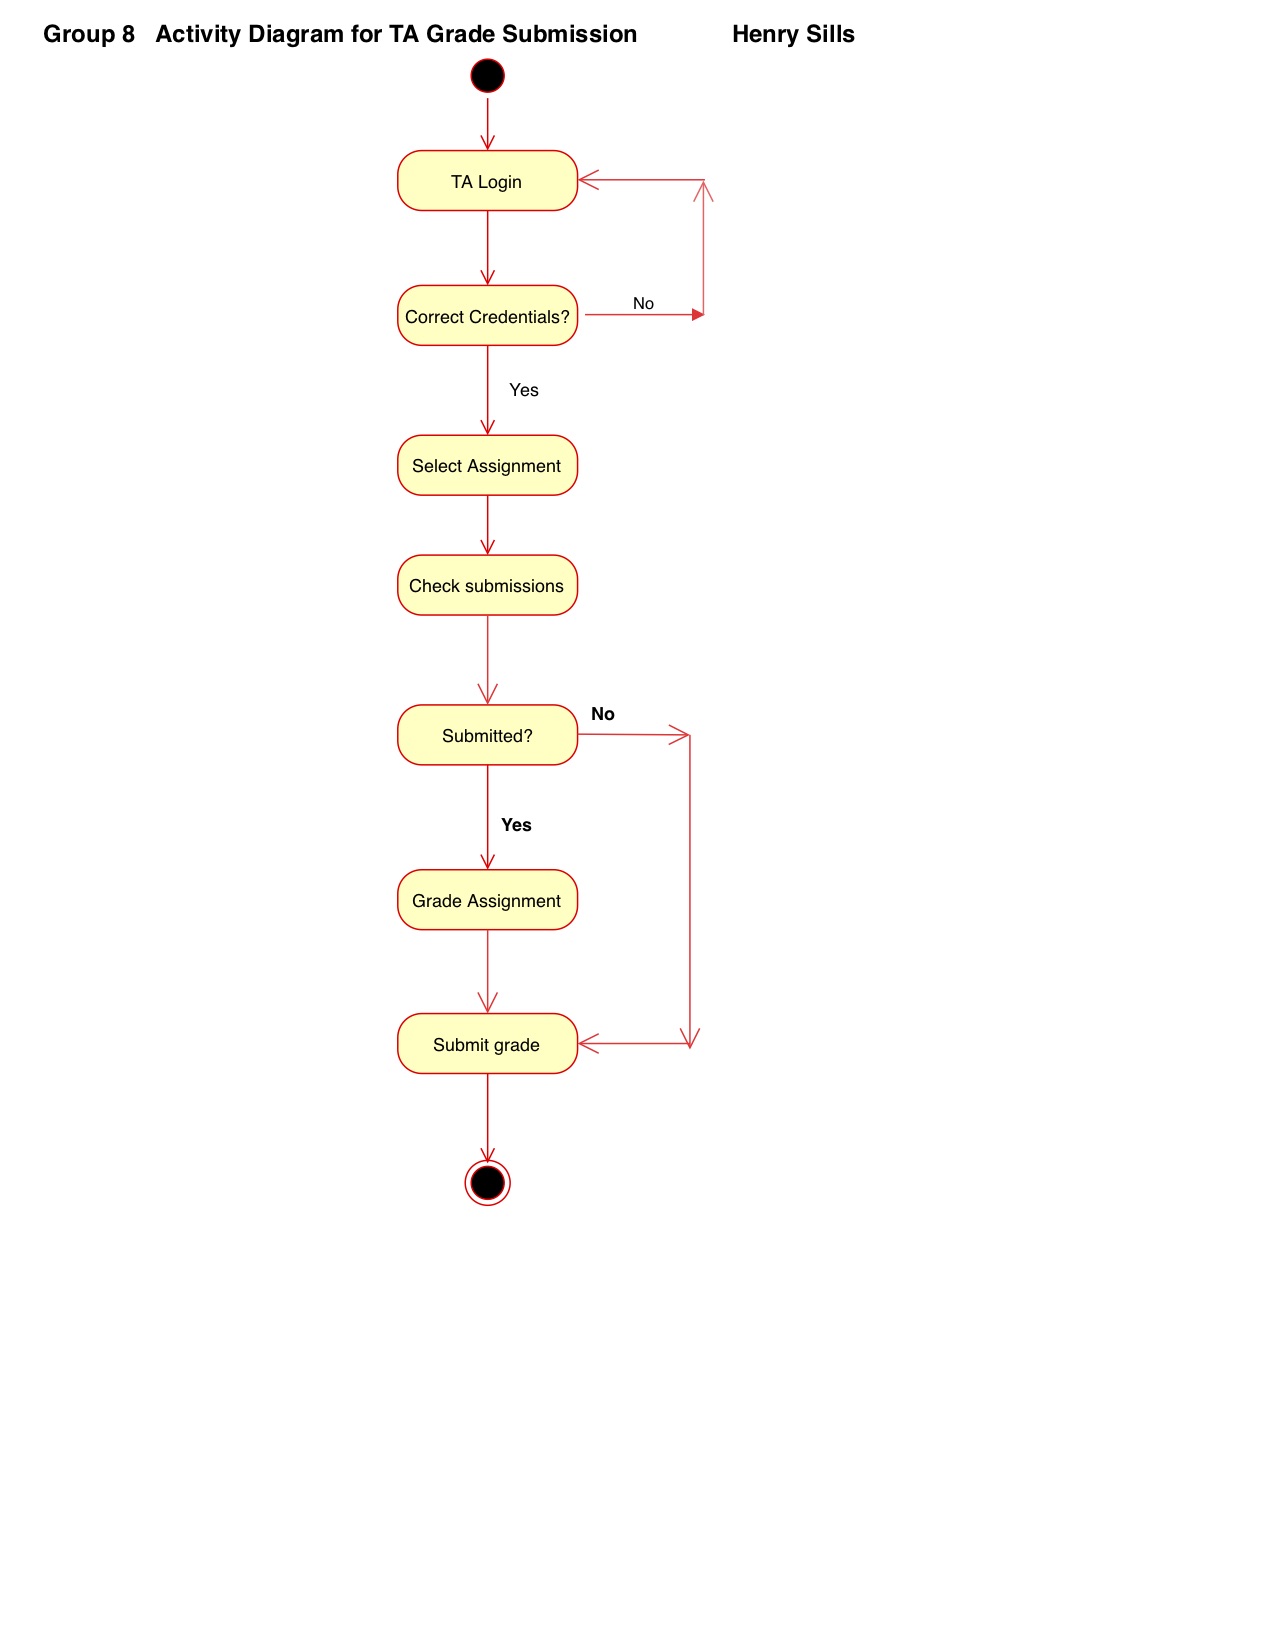 Group 8   Activity Diagram for TA Grade Submission   Henry Sills
TA Login
Correct Credentials?
No
Yes
Select Assignment
Check submissions
Submitted?
No
Yes
Grade Assignment
Submit grade